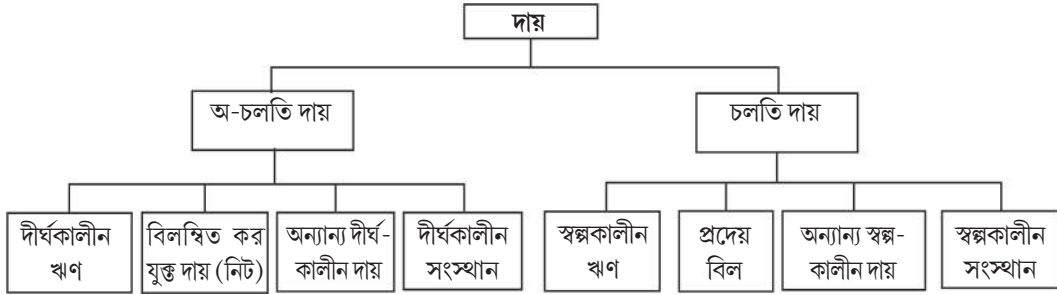 দায়
অ-চলতি দায়
চলতি দায়
দীর্ঘকালীন
ঋণ
বিলম্বিত কর
যুক্ত দায় (নিট)
অন্যান্য দীর্ঘ-
কালীন দায়
দীর্ঘকালীন
সংস্থান
স্বল্পকালীন
ঋণ
প্রদেয়
বিল
অন্যান্য স্বল্প-
কালীন দায়
স্বল্পকালীন
সংস্থান